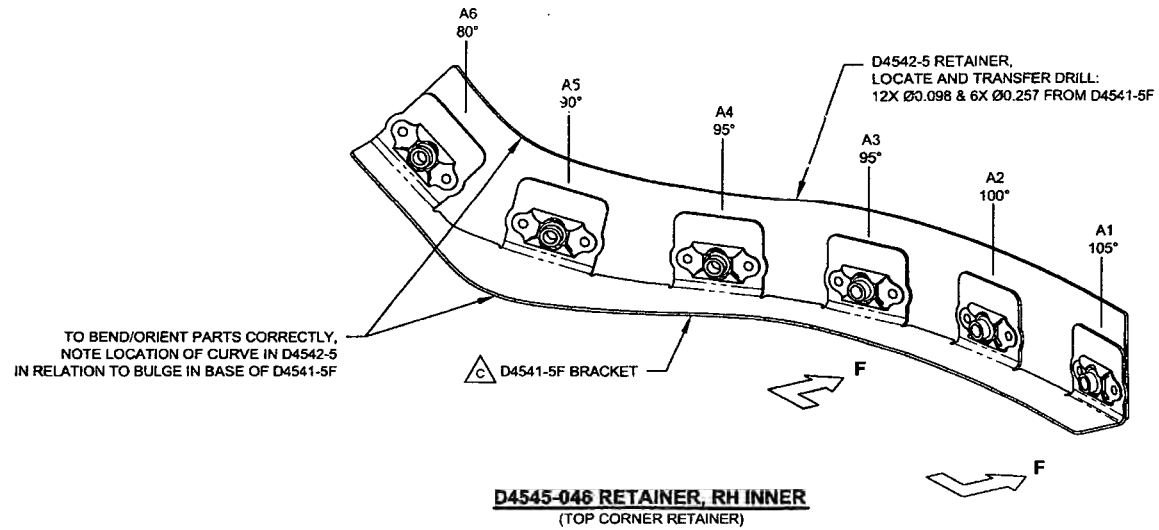 A6
80°
A5
90°
A4
95°
A3
95°
A2
100°
A1
105°
D4542-5 RETAINER,
LOCATE AND TRANSFER DRILL:
12X Ø0.098 & 6X Ø0.257 FROM D4541-5F
TO BEND/ORIENT PARTS CORRECTLY,
NOTE LOCATION OF CURVE IN D4542-5
IN RELATION TO BULGE IN BASE OF D4541-5F
C D4541-5F BRACKET
F
F
D4545-046 RETAINER, RH INNER
(TOP CORNER RETAINER)